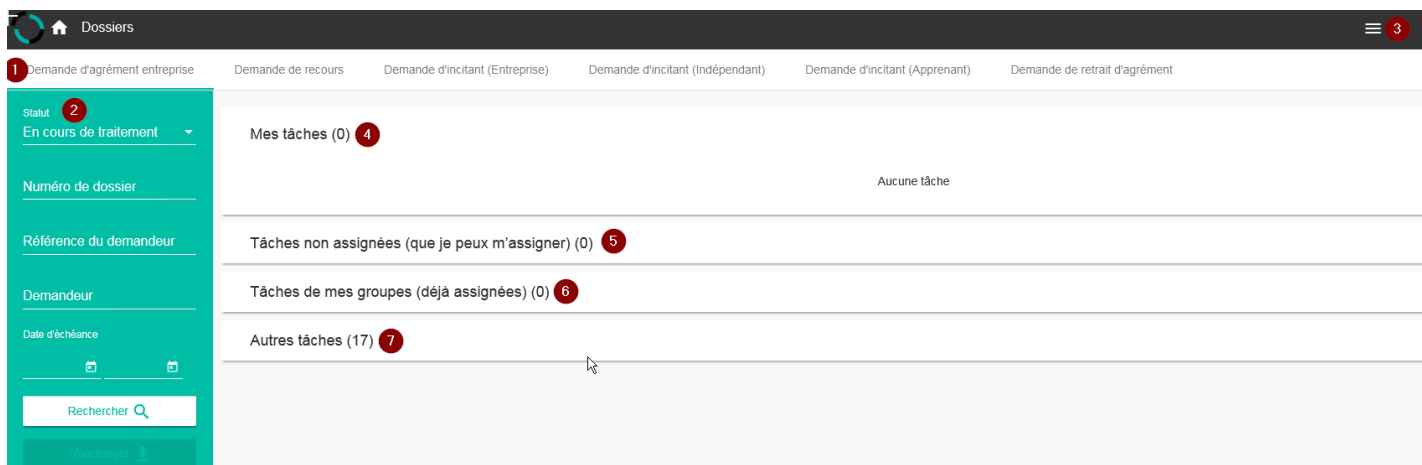 Dossiers
3
1 Demande d'agrément entreprise Demande de recours Demande d'incitant (Entreprise) Demande d'incitant (Indépendant) Demande d'incitant (Apprenant) Demande de retrait d'agrément
Statut 2
En cours de traitement
Numéro de dossier
Référence du demandeur
Demandeur
Date d'échéance
Rechercher
Télécharger
Mes tâches (0) 4
Aucune tâche
Tâches non assignées (que je peux m'assigner) (0) 5
Tâches de mes groupes (déjà assignées) (0) 6
Autres tâches (17) 7